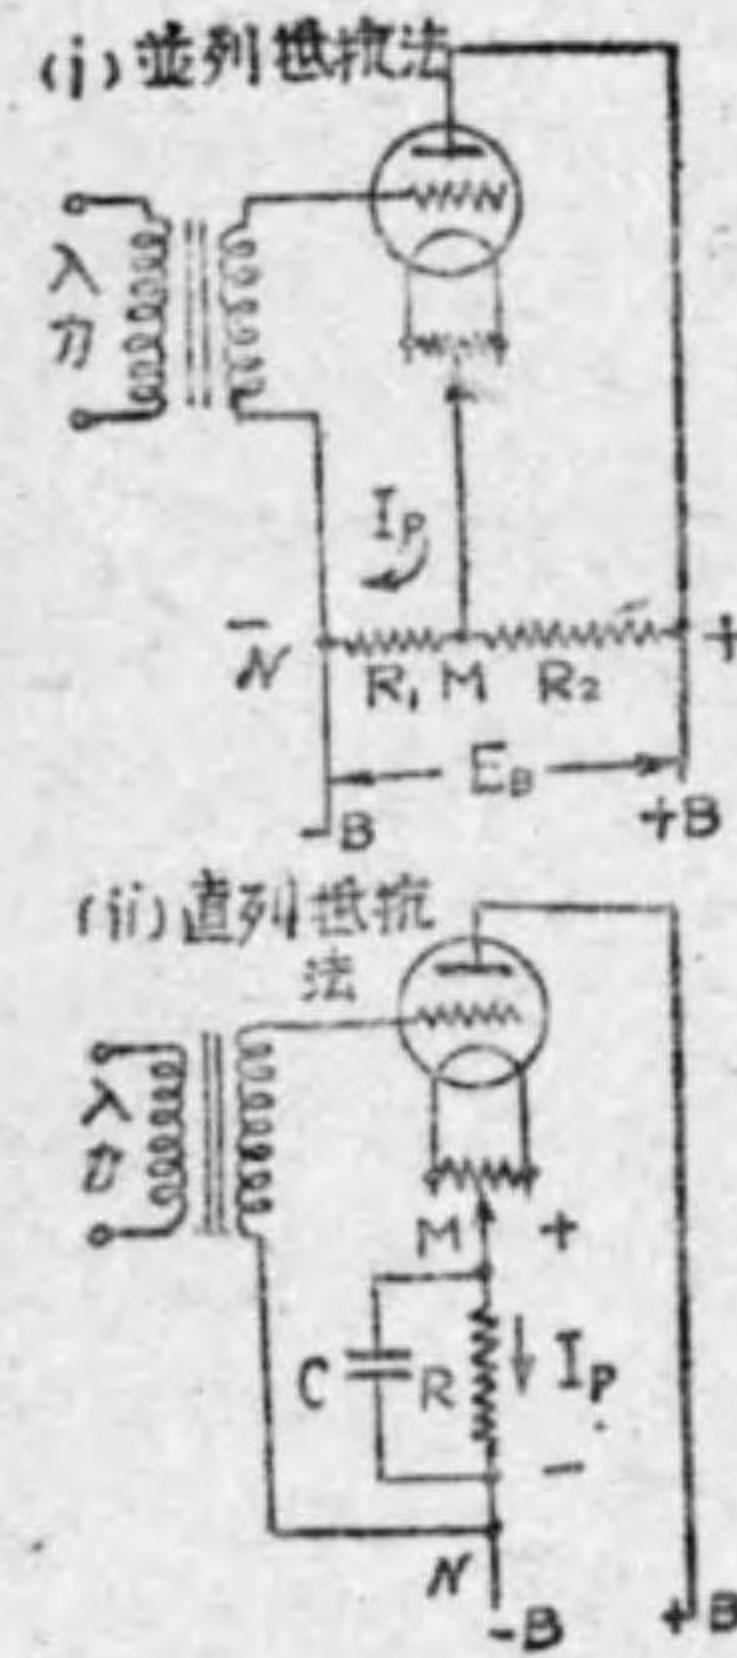 (i) 並列抵抗法
入
力
Ip
− N
R₁ M R₂
+
E_B
-B
+B
(ii) 直列抵抗
法
入
力
M +
C R Ip
−
N
-B
+B